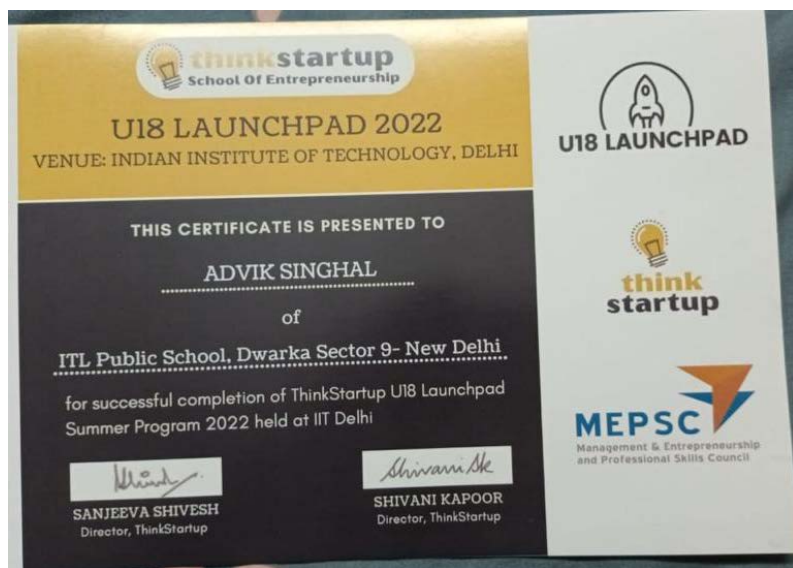 thinkstartup
School Of Entrepreneurship
U18 LAUNCHPAD 2022
VENUE: INDIAN INSTITUTE OF TECHNOLOGY, DELHI
THIS CERTIFICATE IS PRESENTED TO
ADVIK SINGHAL
of
ITL Public School, Dwarka Sector 9- New Delhi
for successful completion of ThinkStartup U18 Launchpad
Summer Program 2022 held at IIT Delhi
SANJEEVA SHIVESH
Director, ThinkStartup
Shivani
SHIVANI KAPOOR
Director, ThinkStartup
U18 LAUNCHPAD
think
startup
MEPSC
Management & Entrepreneurship
and Professional Skills Council